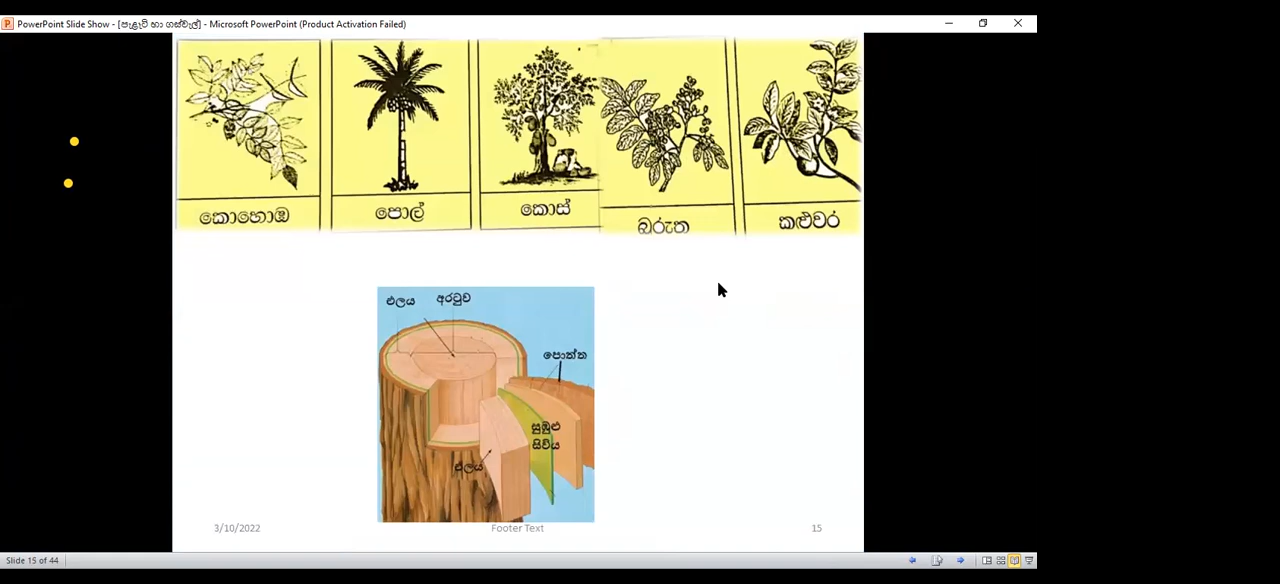 PowerPoint Slide Show - [පැළෑටි හා ගස්වැල්] - Microsoft PowerPoint (Product Activation Failed)
කොහොඹ
පොල්
කොස්
බුරුත
කළුවර
එලය
අරටුව
පොත්ත
සුඹුළු
සිවිය
එලය
3/10/2022
Footer Text
15
Slide 15 of 44